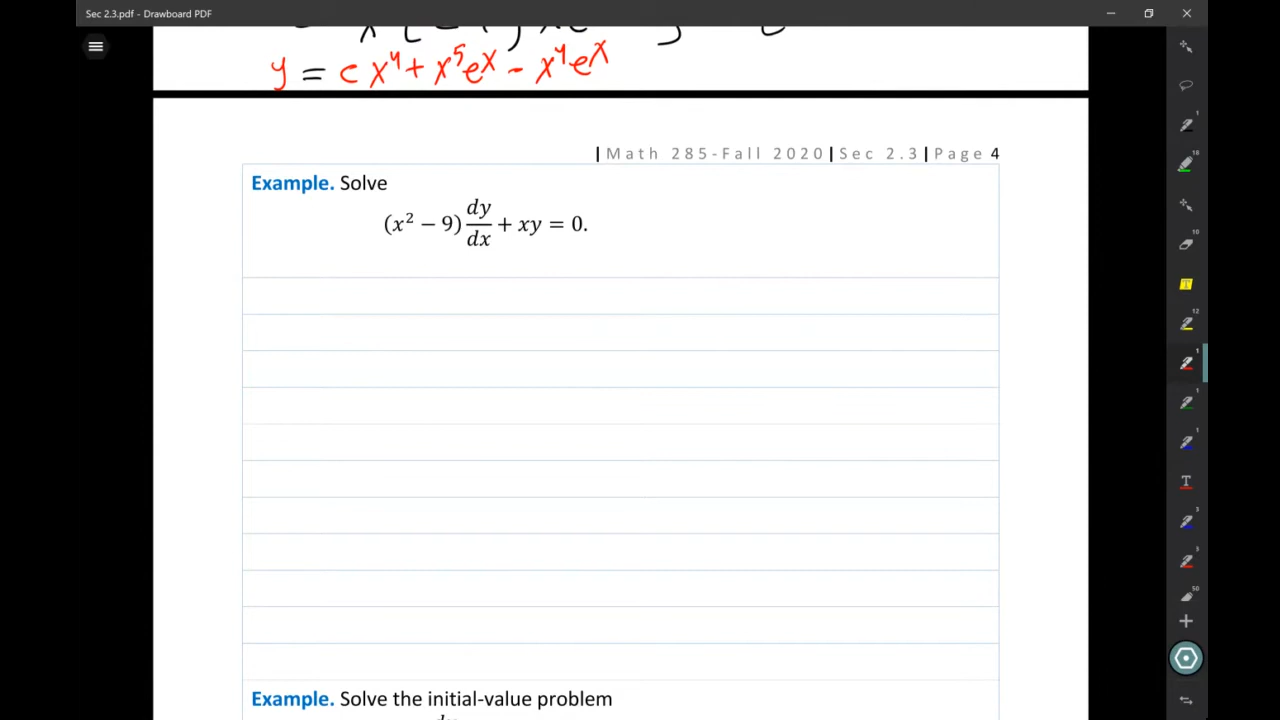 Sec 2.3.pdf - Drawboard PDF
y = cx⁴ + x⁵eˣ - x⁴eˣ
| Math 285-Fall 2020 | Sec 2.3 | Page 4
Example. Solve
(x² − 9) dy/dx + xy = 0.
Example. Solve the initial-value problem